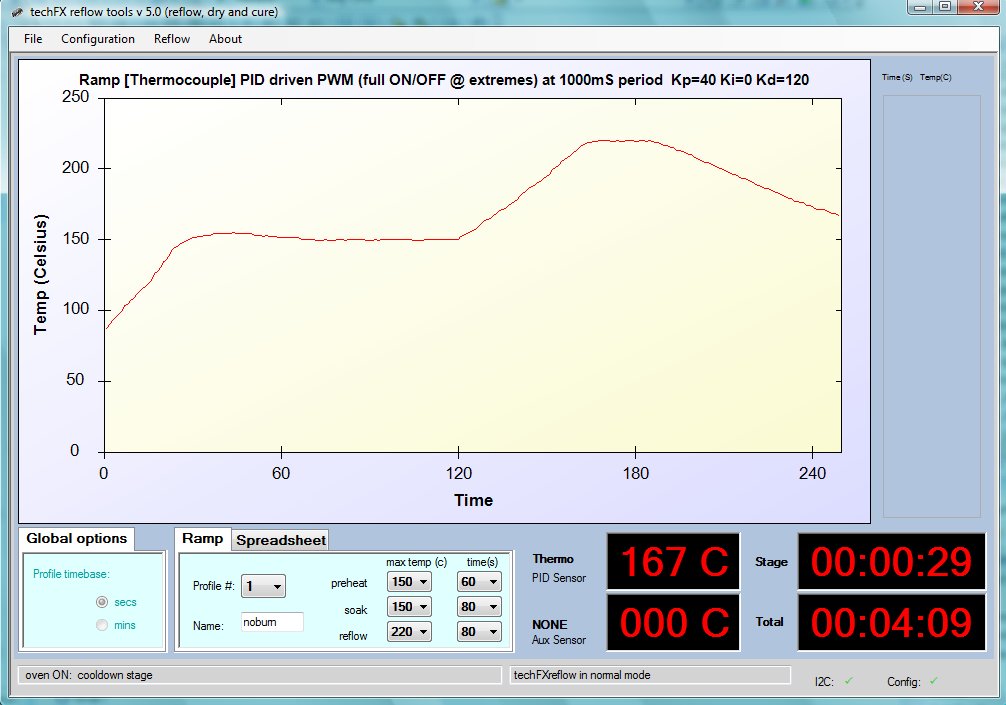 techFX reflow tools v 5.0 (reflow, dry and cure)
File Configuration Reflow About
Ramp [Thermocouple] PID driven PWM (full ON/OFF @ extremes) at 1000mS period Kp=40 Ki=0 Kd=120
Time (S) Temp(C)
250
200
150
100
50
0
Temp (Celsius)
0 60 120 180 240
Time
Global options
Profile timebase:
secs
mins
Ramp Spreadsheet
max temp (c) time(s)
Profile #: 1
preheat 150 60
soak 150 80
Name: nobum
reflow 220 80
Thermo
PID Sensor
167 C
Stage
00:00:29
NONE
Aux Sensor
000 C
Total
00:04:09
oven ON: cooldown stage
techFXreflow in normal mode
I2C: ✓
Config: ✓